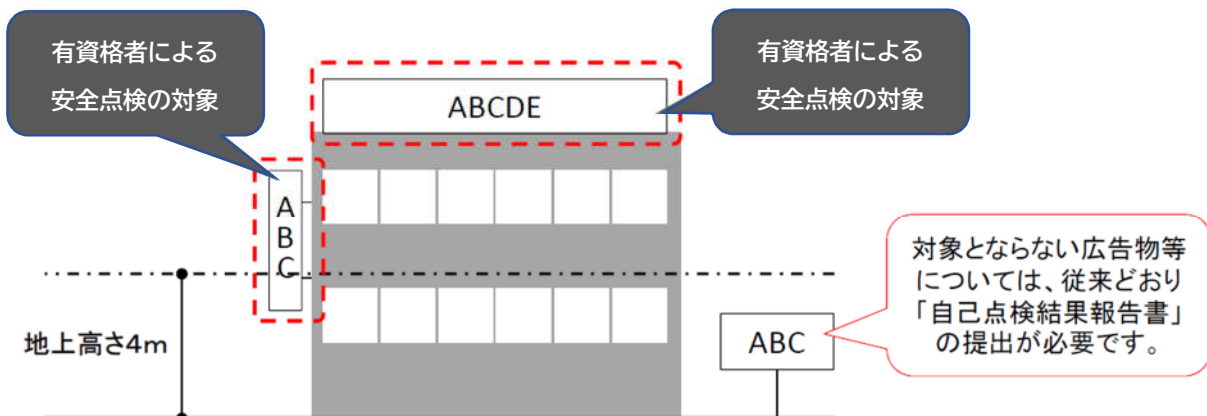 有資格者による
安全点検の対象
有資格者による
安全点検の対象
ABCDE
A
B
C
対象とならない広告物等
については、従来どおり
「自己点検結果報告書」
の提出が必要です。
地上高さ4m
ABC